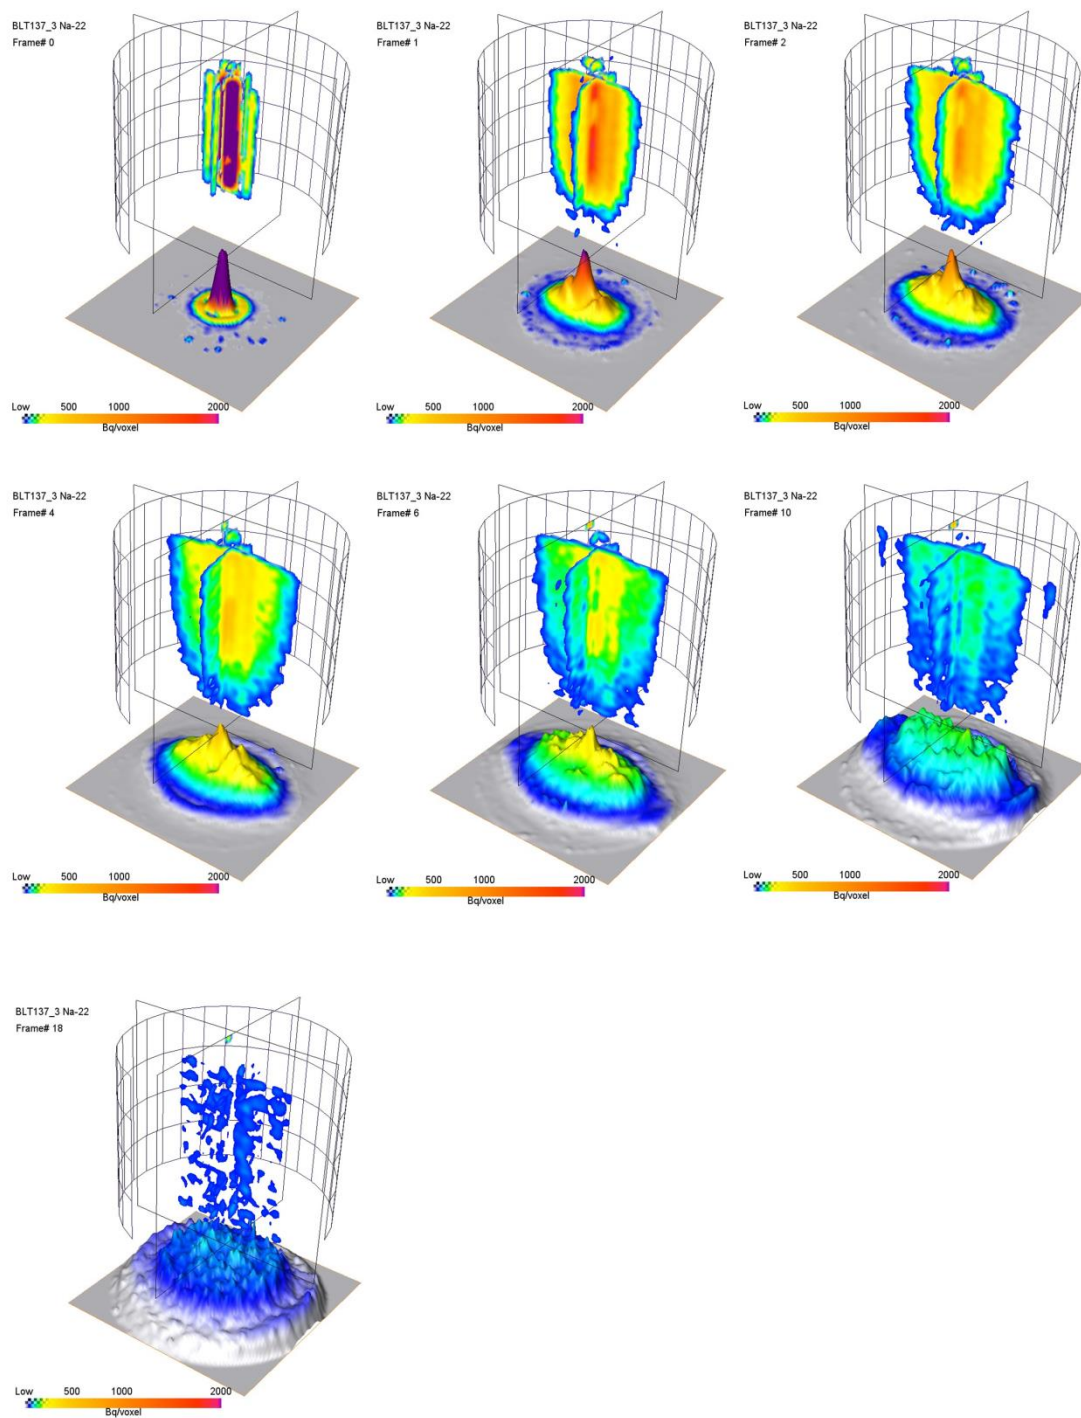 BLT137_3 Na-22
Frame# 0
Low 500 1000 2000
Bq/voxel
BLT137_3 Na-22
Frame# 1
Low 500 1000 2000
Bq/voxel
BLT137_3 Na-22
Frame# 2
Low 500 1000 2000
Bq/voxel
BLT137_3 Na-22
Frame# 4
Low 500 1000 2000
Bq/voxel
BLT137_3 Na-22
Frame# 6
Low 500 1000 2000
Bq/voxel
BLT137_3 Na-22
Frame# 10
Low 500 1000 2000
Bq/voxel
BLT137_3 Na-22
Frame# 18
Low 500 1000 2000
Bq/voxel